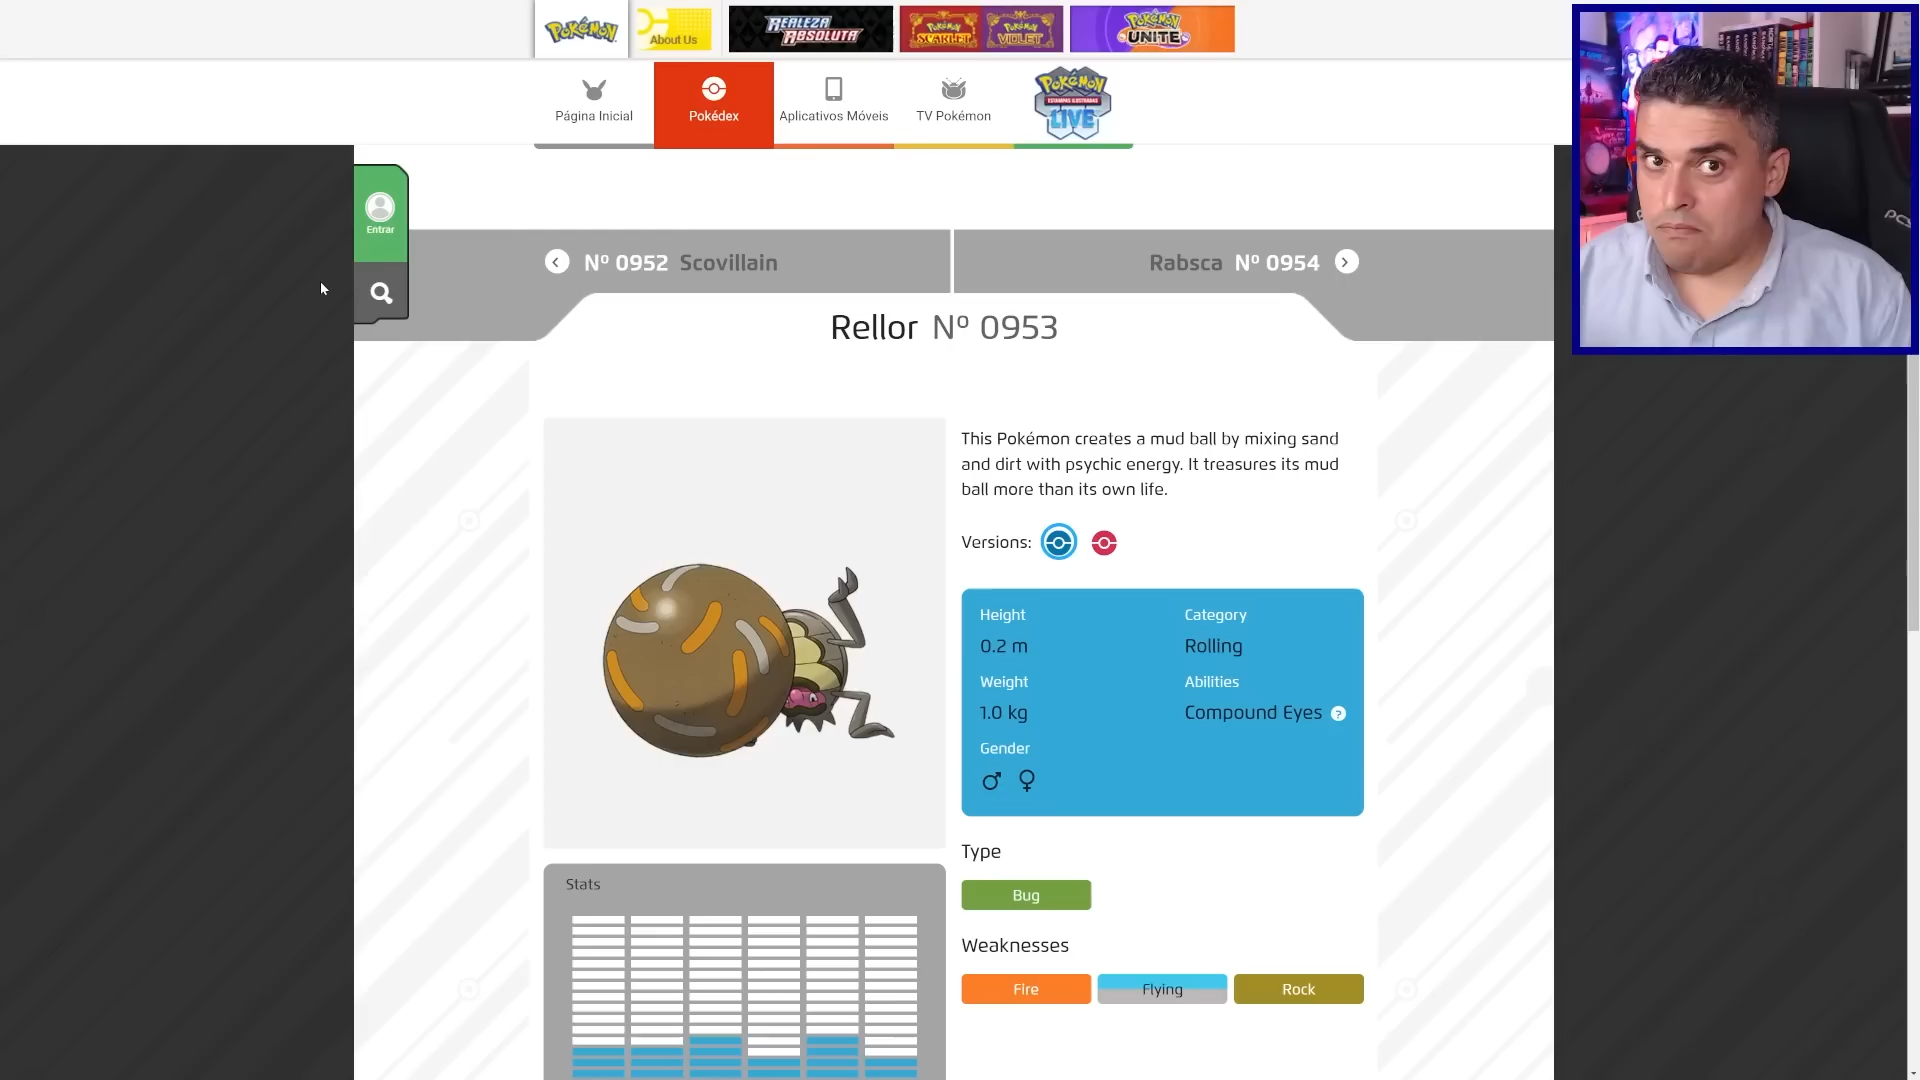 Pokémon
About Us
REALEZA
ABSOLUTA
Pokémon
SCARLET
Pokémon
VIOLET
Pokémon
UNITE
Página Inicial
Pokédex
Aplicativos Móveis
TV Pokémon
Pokémon
ESTAMPAS ILUSTRADAS
LIVE
Entrar
Nº 0952 Scovillain
Rabsca Nº 0954
Rellor Nº 0953
This Pokémon creates a mud ball by mixing sand
and dirt with psychic energy. It treasures its mud
ball more than its own life.
Versions:
Height
0.2 m
Category
Rolling
Weight
1.0 kg
Abilities
Compound Eyes ?
Gender
Type
Bug
Weaknesses
Fire
Flying
Rock
Stats